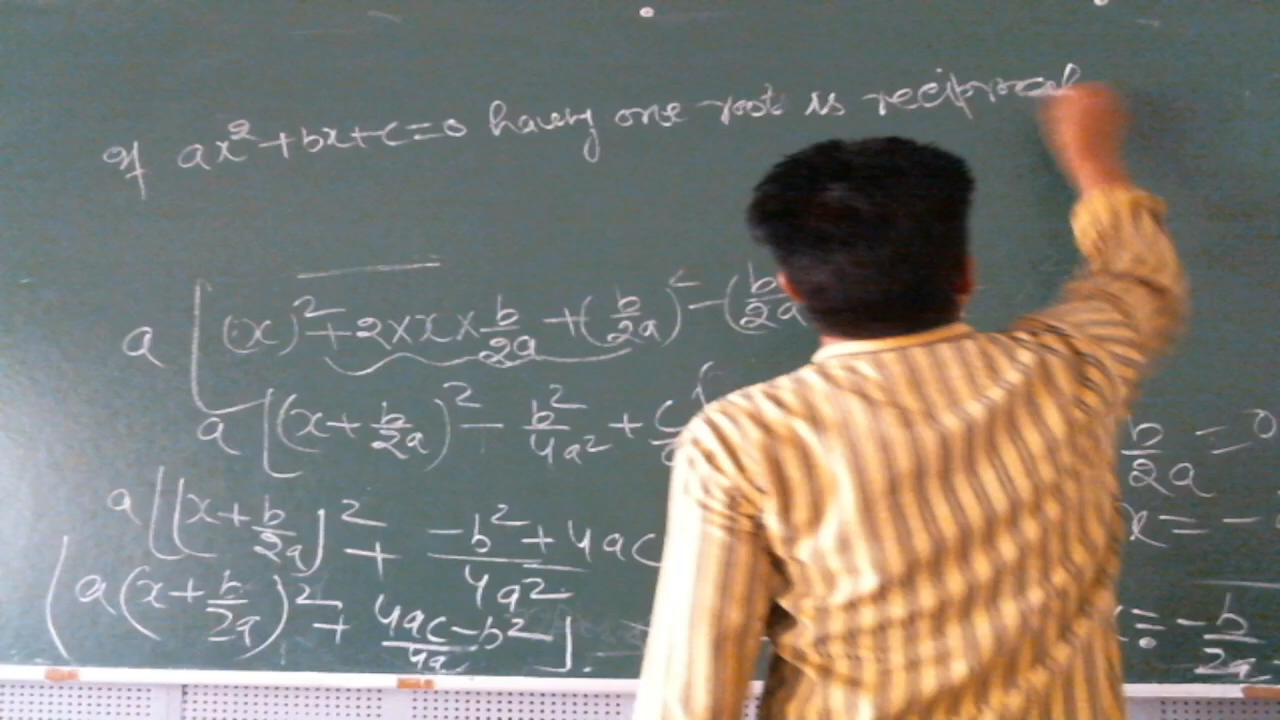 If ax²+bx+c=0 having one root is reciprocal
a [(x)²+2×x×b/2a+(b/2a)²-(b/2a
a [(x+b/2a)²-b²/4a²+c/
a [(x+b/2a)²+ -b²+4ac/4a²
(a(x+b/2a)²+ 4ac-b²/4a].
b/2a=0
x=-
=-b/2a